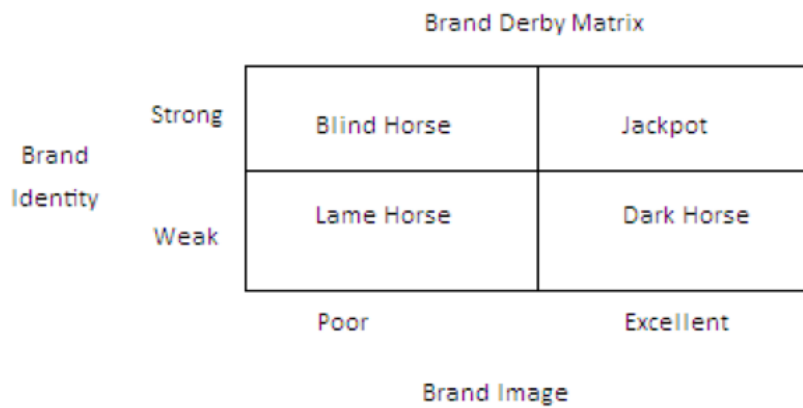 Brand Derby Matrix
Strong
Blind Horse
Jackpot
Brand
Identity
Lame Horse
Dark Horse
Weak
Poor
Excellent
Brand Image